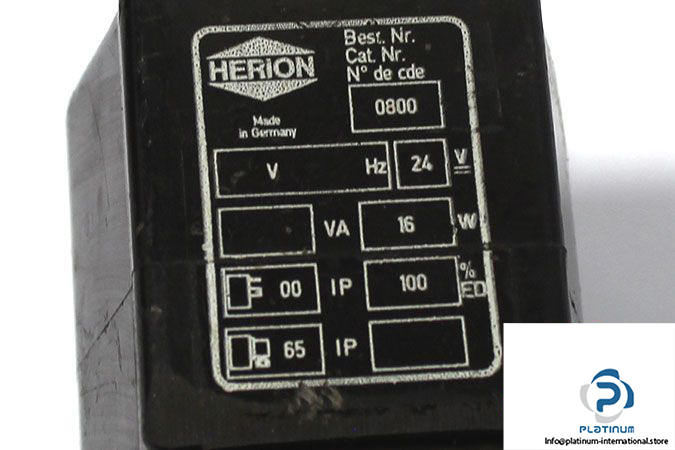 HERION
Best. Nr.
Cat. Nr.
N° de cde
0800
Made
in Germany
V Hz 24 V
VA 16 W
00 IP 100 % ED
65 IP
PLATINUM
info@platinum-international.store